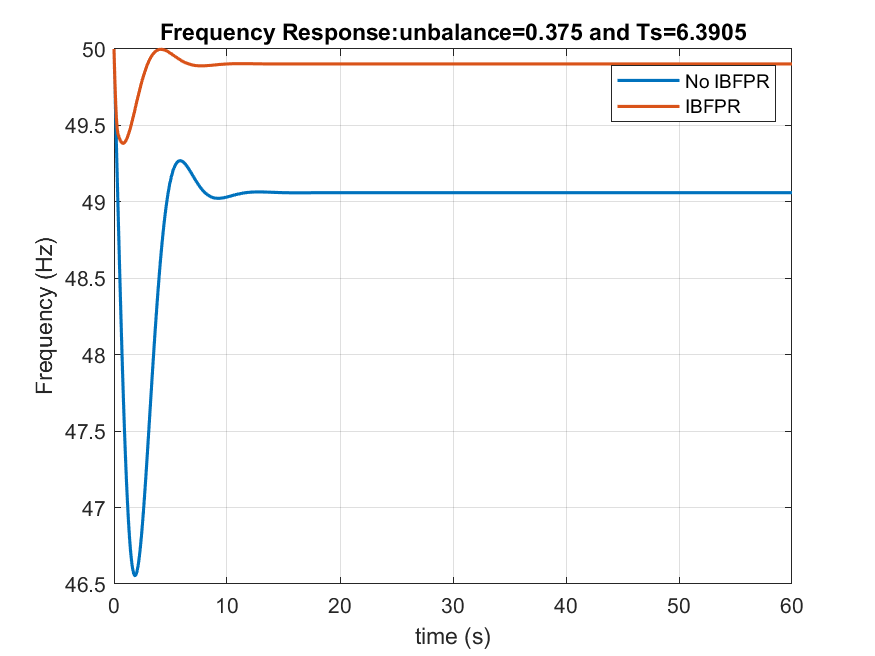 Frequency Response:unbalance=0.375 and Ts=6.3905
50
49.5
49
48.5
48
47.5
47
46.5
Frequency (Hz)
No IBFPR
IBFPR
0 10 20 30 40 50 60
time (s)